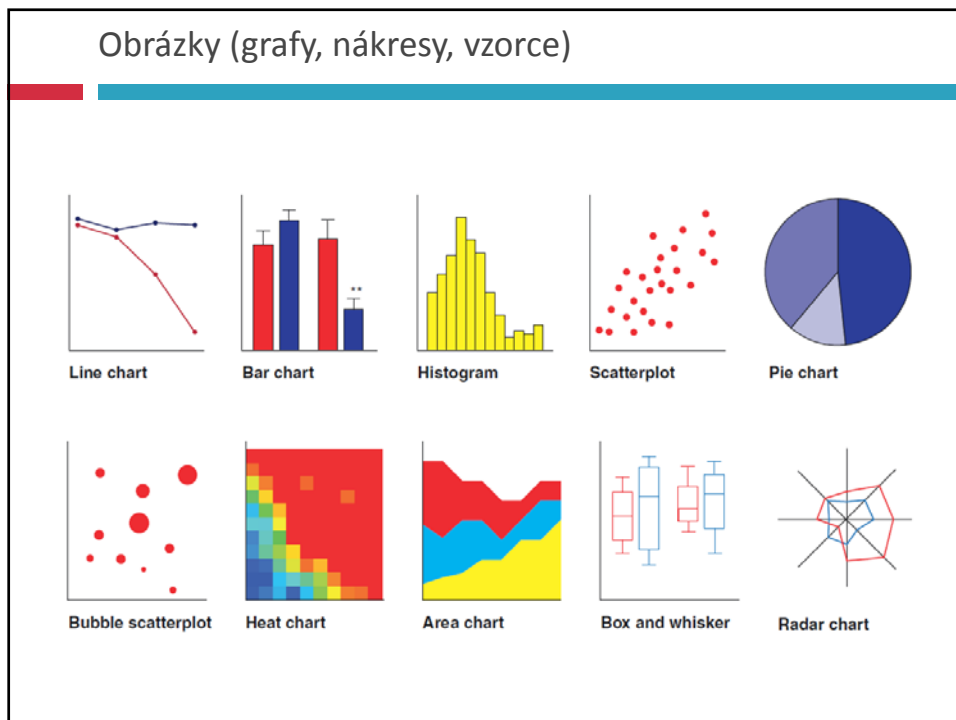 Obrázky (grafy, nákresy, vzorce)
**
Line chart
Bar chart
Histogram
Scatterplot
Pie chart
Bubble scatterplot
Heat chart
Area chart
Box and whisker
Radar chart